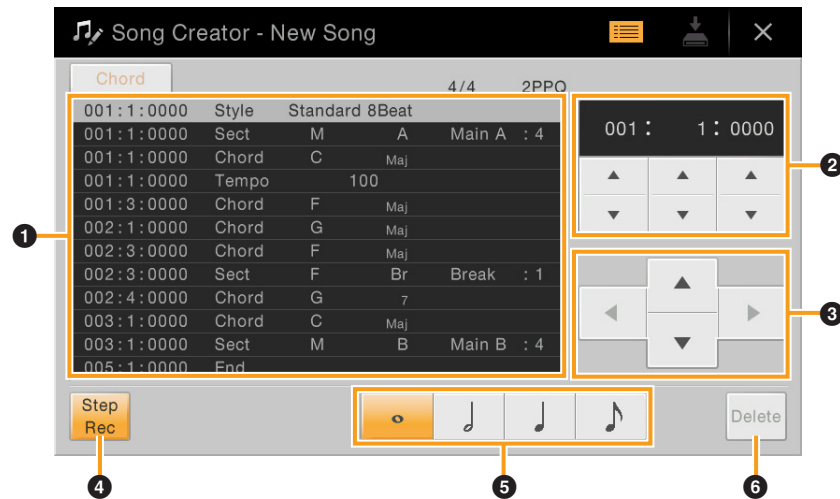 Song Creator - New Song
Chord
4/4 2PPQ
001:1:0000 Style Standard 8Beat
001:1:0000 Sect M A Main A : 4
001:1:0000 Chord C Maj
001:1:0000 Tempo 100
001:3:0000 Chord F Maj
002:1:0000 Chord G Maj
002:3:0000 Chord F Maj
002:3:0000 Sect F Br Break : 1
002:4:0000 Chord G 7
003:1:0000 Chord C Maj
003:1:0000 Sect M B Main B : 4
005:1:0000 End
001: 1: 0000
1
2
3
Step
Rec
Delete
4
5
6